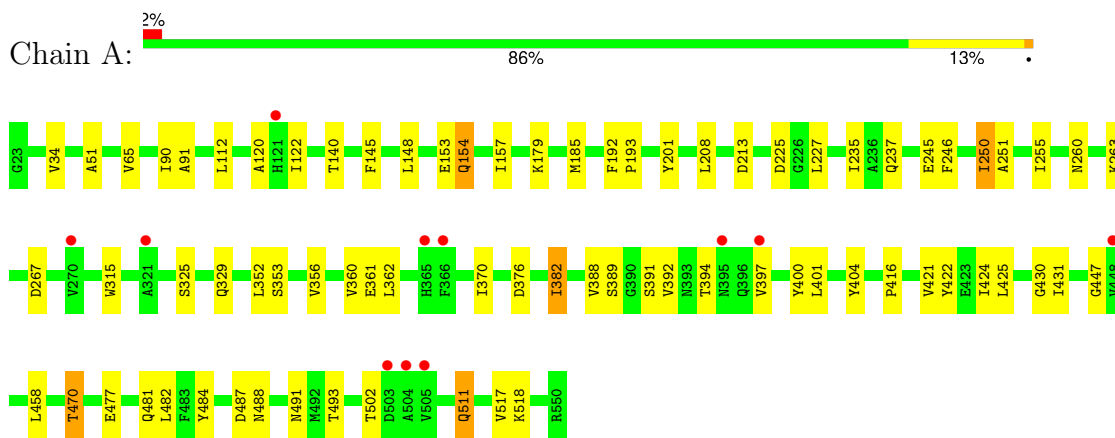 2%
Chain A:
86% 13% •
G23 V34 A51 V65 I90 A91 L112 A120 H121 I122 T140 F145 L148 E153 Q154 I157 K179 M185 F192 P193 Y201 L208 D213 D225 G226 L227 I235 A236 Q237 E245 F246 I250 A251 I255 N260 K263
D267 V270 W315 A321 S325 Q329 L352 S353 V356 V360 E361 L362 H365 F366 I370 D376 I382 V388 S389 G390 S391 V392 N393 T394 N395 Q396 V397 Y400 L401 Y404 P416 V421 Y422 E423 I424 L425 G430 I431 G447 V448
L458 T470 E477 Q481 L482 F483 Y484 D487 N488 N491 M492 T493 T502 D503 A504 V505 Q511 V517 K518 R550